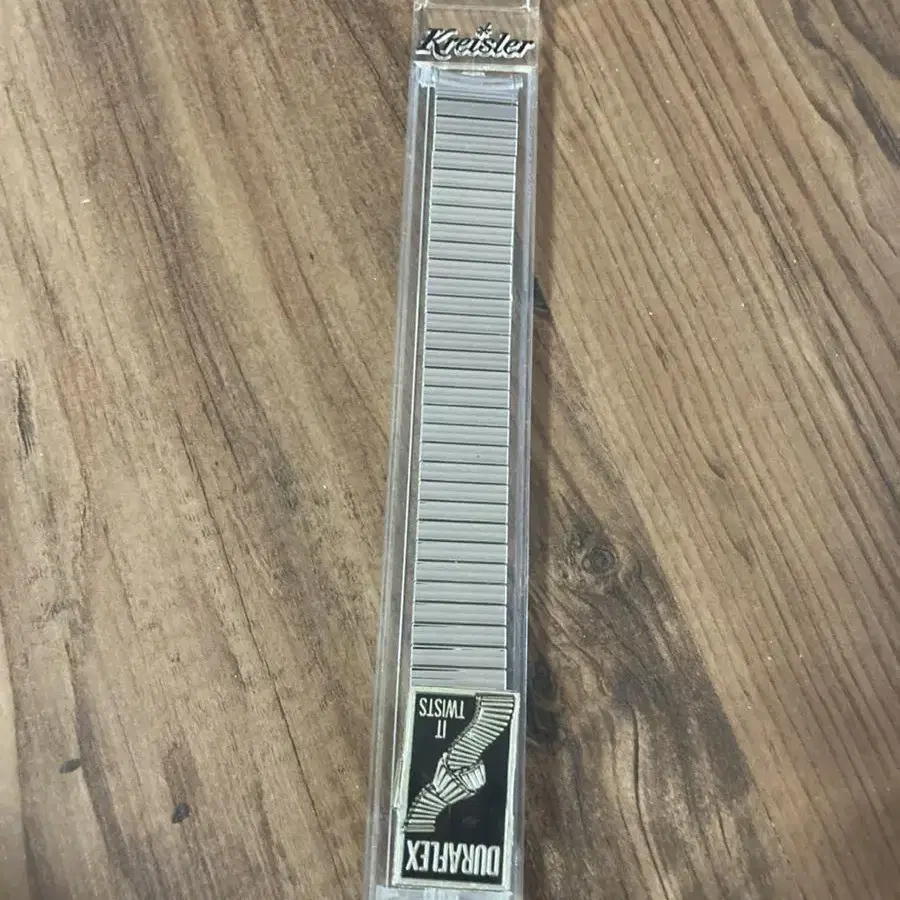 Kreisler
DURAFLEX
IT
TWISTS